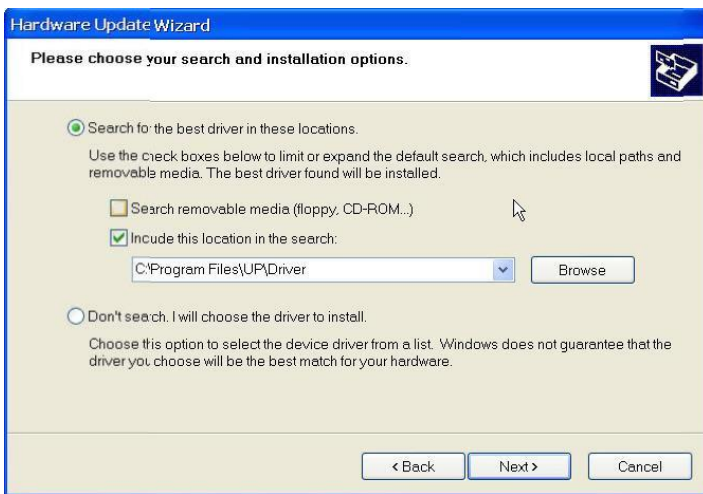 Hardware Update Wizard
Please choose your search and installation options.
Search for the best driver in these locations.
Use the check boxes below to limit or expand the default search, which includes local paths and
removable media. The best driver found will be installed.
Search removable media (floppy, CD-ROM...)
Incude this location in the search:
C:\Program Files\UP\Driver
Browse
Don't search. I will choose the driver to install.
Choose this option to select the device driver from a list. Windows does not guarantee that the
driver you choose will be the best match for your hardware.
< Back
Next >
Cancel